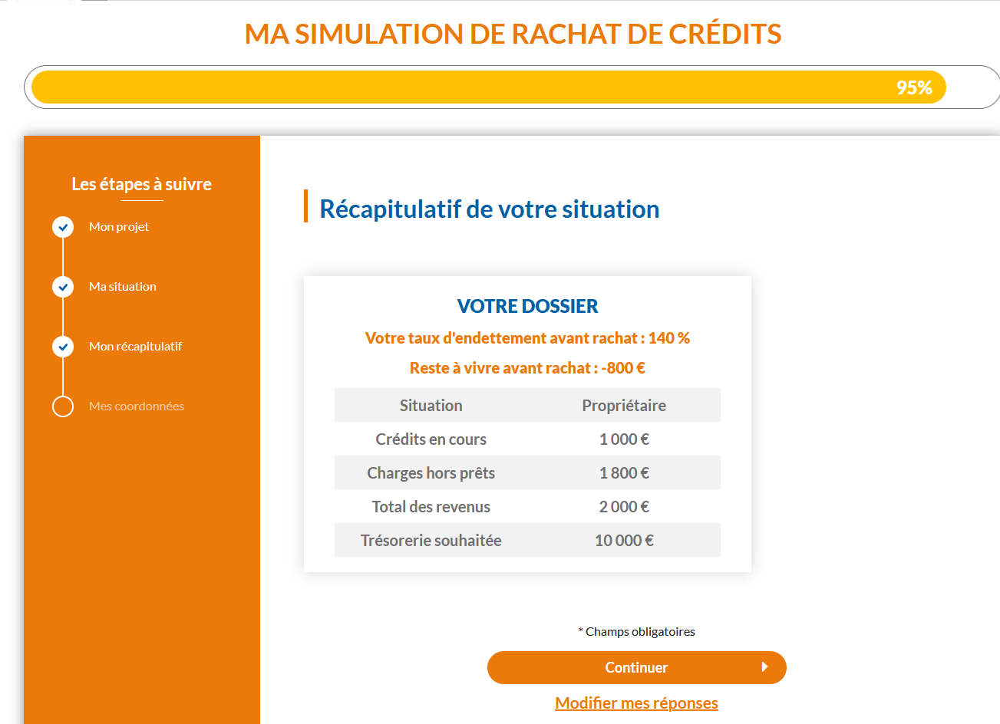 MA SIMULATION DE RACHAT DE CRÉDITS
95%
Les étapes à suivre
Mon projet
Ma situation
Mon récapitulatif
Mes coordonnées
Récapitulatif de votre situation
VOTRE DOSSIER
Votre taux d'endettement avant rachat : 140 %
Reste à vivre avant rachat : -800 €
Situation Propriétaire
Crédits en cours 1 000 €
Charges hors prêts 1 800 €
Total des revenus 2 000 €
Trésorerie souhaitée 10 000 €
* Champs obligatoires
Continuer
Modifier mes réponses